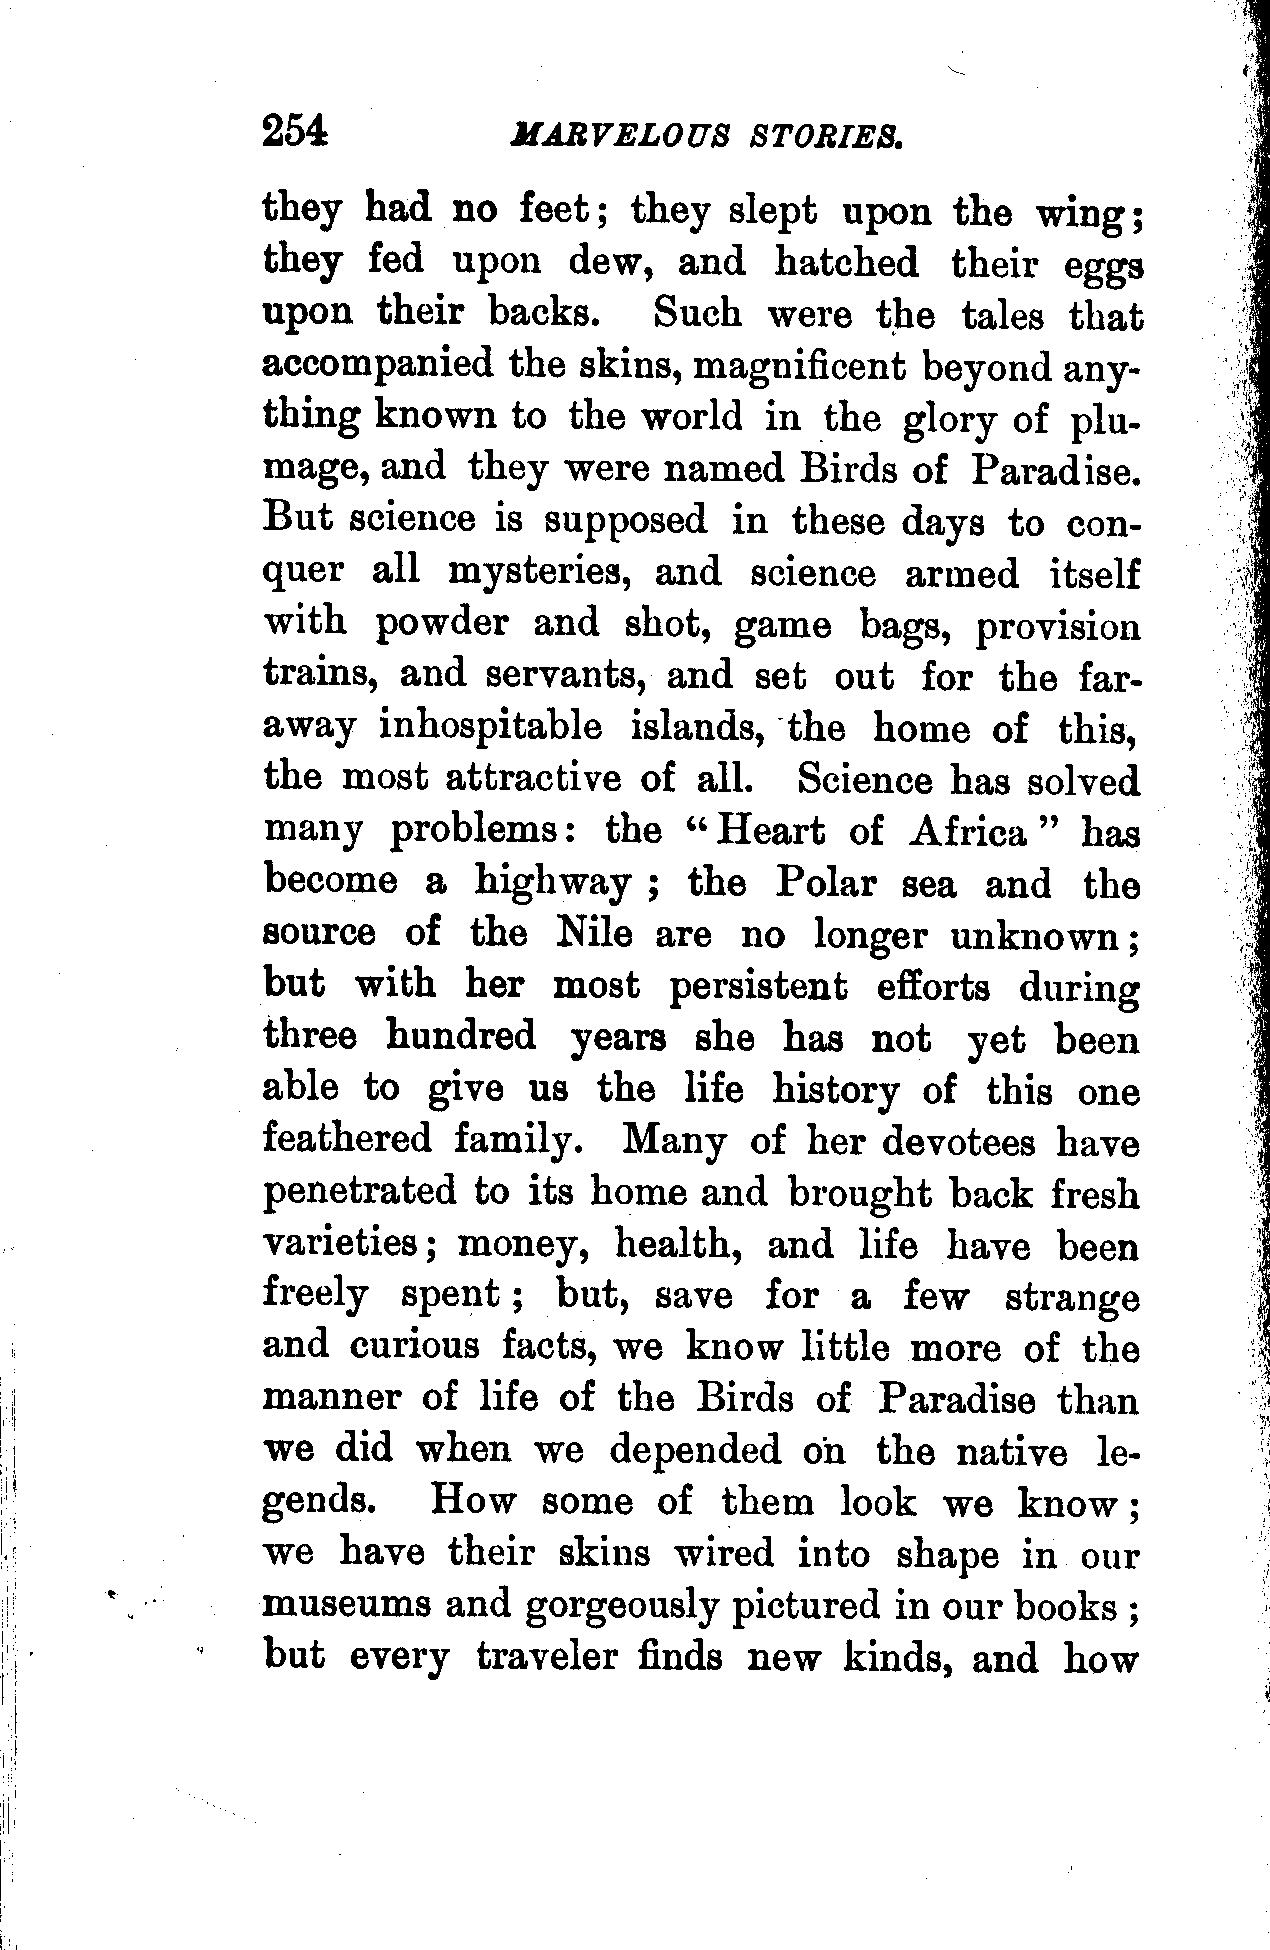 254 MARVELOUS STORIES.
they had no feet; they slept upon the wing;
they fed upon dew, and hatched their eggs
upon their backs. Such were the tales that
accompanied the skins, magnificent beyond any-
thing known to the world in the glory of plu-
mage, and they were named Birds of Paradise.
But science is supposed in these days to con-
quer all mysteries, and science armed itself
with powder and shot, game bags, provision
trains, and servants, and set out for the far-
away inhospitable islands, the home of this,
the most attractive of all. Science has solved
many problems: the “Heart of Africa” has
become a highway; the Polar sea and the
source of the Nile are no longer unknown;
but with her most persistent efforts during
three hundred years she has not yet been
able to give us the life history of this one
feathered family. Many of her devotees have
penetrated to its home and brought back fresh
varieties; money, health, and life have been
freely spent; but, save for a few strange
and curious facts, we know little more of the
manner of life of the Birds of Paradise than
we did when we depended on the native le-
gends. How some of them look we know;
we have their skins wired into shape in our
museums and gorgeously pictured in our books;
but every traveler finds new kinds, and how